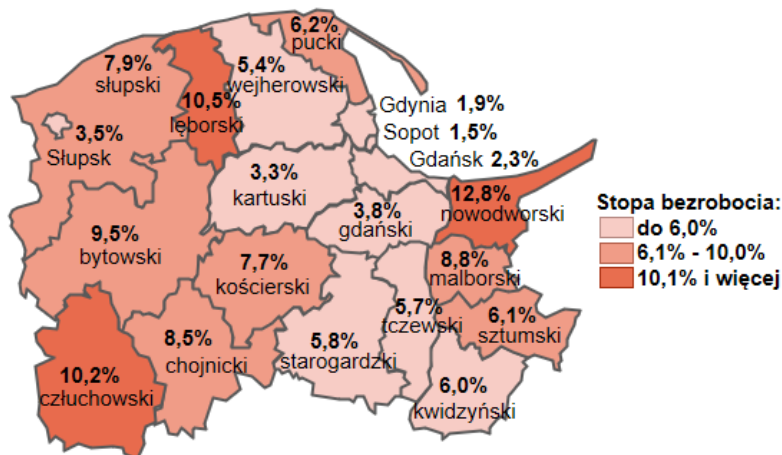 6,2%
pucki
7,9%
słupski
5,4%
wejherowski
10,5%
lęborski
Gdynia 1,9%
Sopot 1,5%
Gdańsk 2,3%
3,5%
Słupsk
3,3%
kartuski
12,8%
nowodworski
3,8%
gdański
9,5%
bytowski
7,7%
kościerski
8,8%
malborski
5,7%
tczewski
6,1%
sztumski
8,5%
chojnicki
5,8%
starogardzki
10,2%
człuchowski
6,0%
kwidzyński
Stopa bezrobocia:
do 6,0%
6,1% - 10,0%
10,1% i więcej